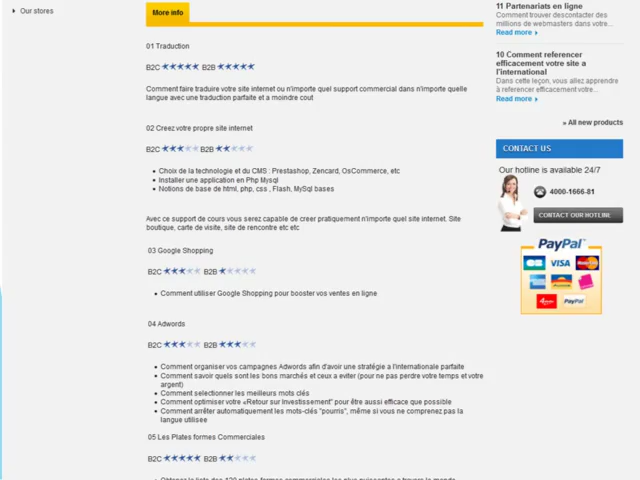 Our stores
More info
01 Traduction
B2C B2B
Comment faire traduire votre site internet ou n'importe quel support commercial dans n'importe quelle
langue avec une traduction parfaite et a moindre cout
02 Creez votre propre site internet
B2C B2B
Choix de la technologie et du CMS : Prestashop, Zencard, OsCommerce, etc
Installer une application en Php Mysql
Notions de base de html, php, css , Flash, MySql bases
Avec ce support de cours vous serez capable de creer pratiquement n'importe quel site internet. Site
boutique, carte de visite, site de rencontre etc etc
03 Google Shopping
B2C B2B
Comment utiliser Google Shopping pour booster vos ventes en ligne
04 Adwords
B2C B2B
Comment organiser vos campagnes Adwords afin d'avoir une stratégie a l'internationale parfaite
Comment savoir quels sont les bons marchés et ceux a eviter (pour ne pas perdre votre temps et votre
argent)
Comment selectionner les meilleurs mots clés
Comment optimiser votre «Retour sur Investissement" pour être aussi efficace que possible
Comment arrêter automatiquement les mots-clés "pourris", même si vous ne comprenez pas la
langue utilisee
05 Les Plates formes Commerciales
B2C B2B
11 Partenariats en ligne
Comment trouver descontacter des
millions de webmasters dans votre...
Read more
10 Comment referencer
efficacement votre site a
l'international
Dans cette leçon, vous allez apprendre
à referencer efficacement votre...
Read more
» All new products
CONTACT US
Our hotline is available 24/7
4000-1666-81
CONTACT OUR HOTLINE
PayPal
CB
VISA
MasterCard
PayPal